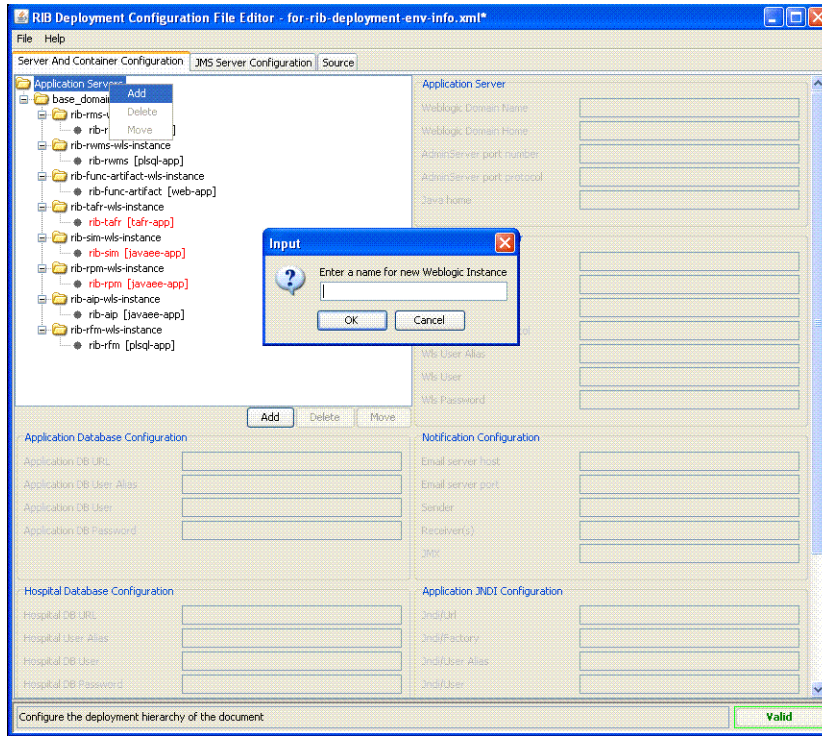 RIB Deployment Configuration File Editor - for-rib-deployment-env-info.xml*
File Help
Server And Container Configuration JMS Server Configuration Source
Application Servers
Add
Delete
Move
rib-rwms-wls-instance
rib-rwms [plsql-app]
rib-func-artifact-wls-instance
rib-func-artifact [web-app]
rib-tafr-wls-instance
rib-tafr [tafr-app]
rib-sim-wls-instance
rib-sim [javaee-app]
rib-rpm-wls-instance
rib-rpm [javaee-app]
rib-aip-wls-instance
rib-aip [javaee-app]
rib-rfm-wls-instance
rib-rfm [plsql-app]
Add Delete Move
Application Server
Weblogic Domain Name
Weblogic Domain Home
AdminServer port number
AdminServer port protocol
Java home
Input
Enter a name for new Weblogic Instance
OK Cancel
Wls User Alias
Wls User
Wls Password
Application Database Configuration
Application DB URL
Application DB User Alias
Application DB User
Application DB Password
Notification Configuration
Email server host
Email server port
Sender
Receiver(s)
JMX
Hospital Database Configuration
Hospital DB URL
Hospital User Alias
Hospital DB User
Hospital DB Password
Application JNDI Configuration
Jndi/Url
Jndi/Factory
Jndi/User Alias
Jndi/User
Configure the deployment hierarchy of the document
Valid